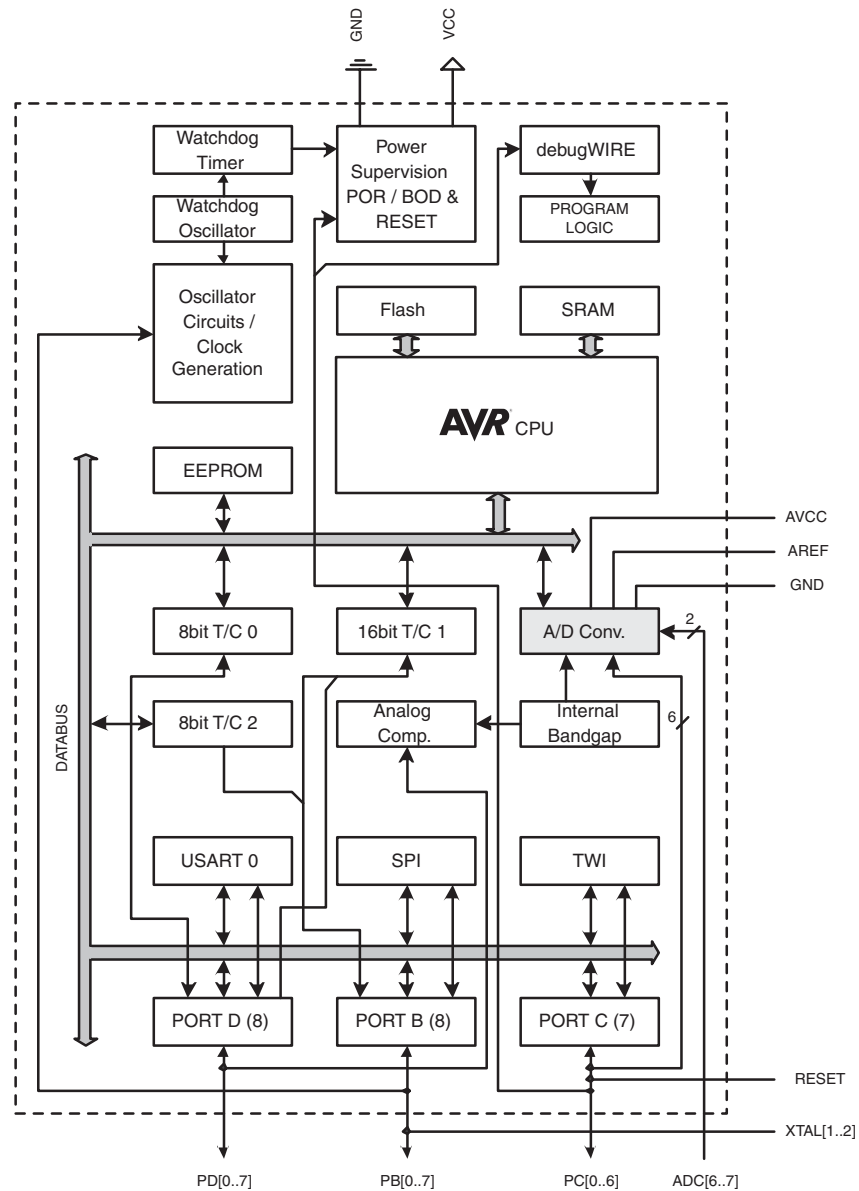 GND
VCC
Watchdog
Timer
Power
Supervision
POR / BOD &
RESET
debugWIRE
Watchdog
Oscillator
PROGRAM
LOGIC
Oscillator
Circuits /
Clock
Generation
Flash
SRAM
AVR CPU
EEPROM
AVCC
AREF
GND
8bit T/C 0
16bit T/C 1
A/D Conv.
2
8bit T/C 2
Analog
Comp.
Internal
Bandgap
6
DATABUS
USART 0
SPI
TWI
PORT D (8)
PORT B (8)
PORT C (7)
RESET
XTAL[1..2]
PD[0..7]
PB[0..7]
PC[0..6]
ADC[6..7]